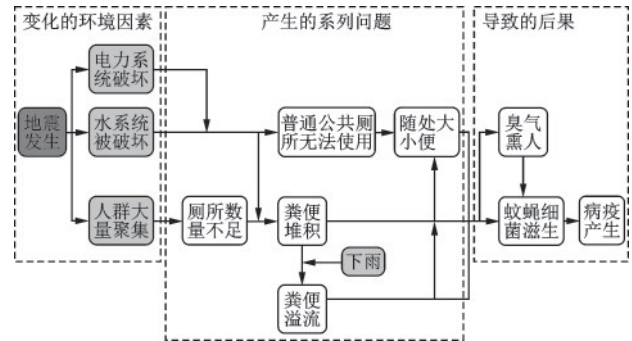 变化的环境因素
产生的系列问题
导致的后果
电力系
统破坏
地震
发生
水系统
被破坏
普通公共厕
所无法使用
随处大
小便
臭气
熏人
人群大
量聚集
厕所数
量不足
粪便
堆积
蚊蝇细
菌滋生
病疫
产生
下雨
粪便
溢流